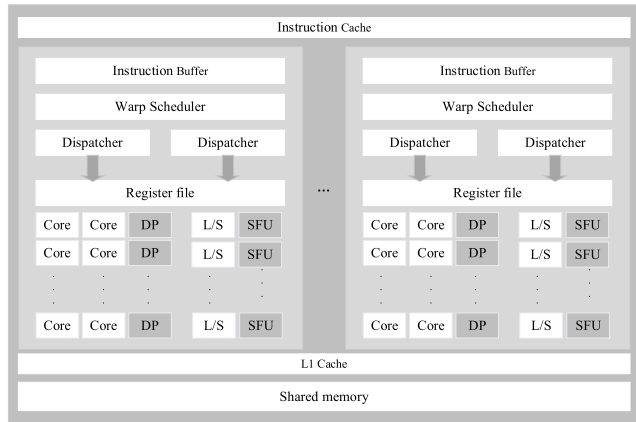 Instruction Cache
Instruction Buffer
Warp Scheduler
Dispatcher Dispatcher
Register file
Core Core DP L/S SFU
Core Core DP L/S SFU
Core Core DP L/S SFU
...
Instruction Buffer
Warp Scheduler
Dispatcher Dispatcher
Register file
Core Core DP L/S SFU
Core Core DP L/S SFU
Core Core DP L/S SFU
L1 Cache
Shared memory